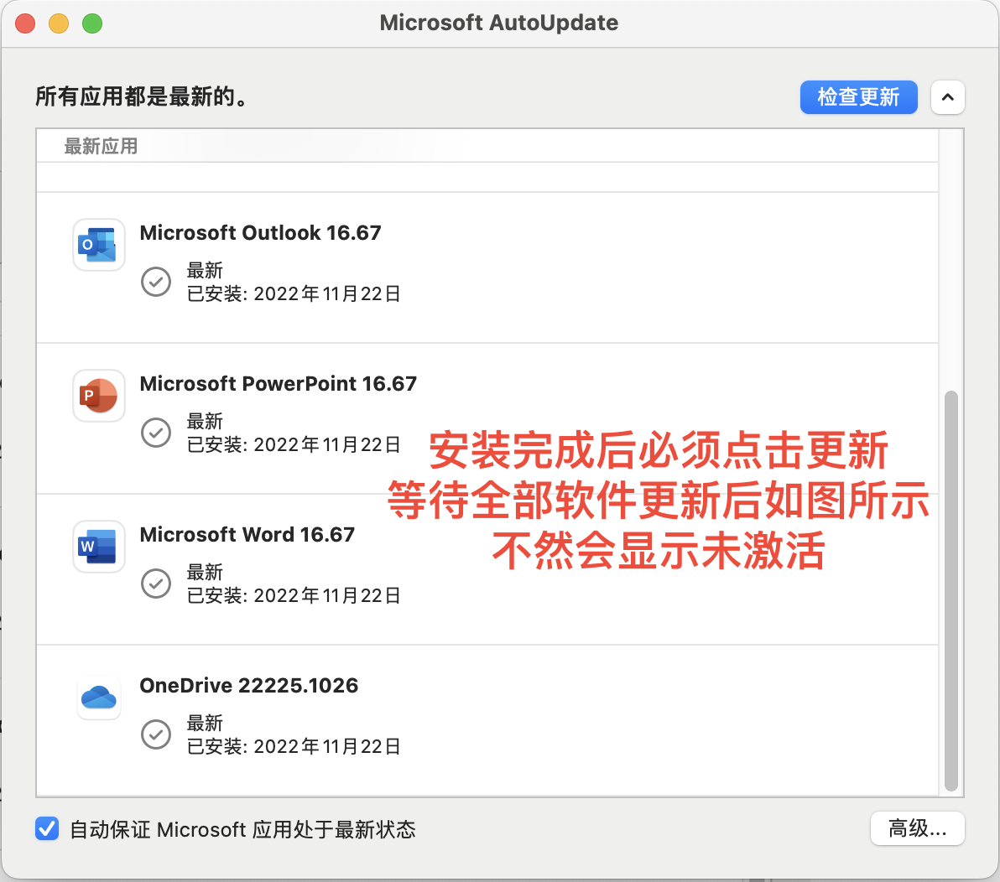 Microsoft AutoUpdate
所有应用都是最新的。
检查更新
最新应用
Microsoft Outlook 16.67
最新
已安装: 2022年11月22日
Microsoft PowerPoint 16.67
最新
已安装: 2022年11月22日
安装完成后必须点击更新
等待全部软件更新后如图所示
不然会显示未激活
Microsoft Word 16.67
最新
已安装: 2022年11月22日
OneDrive 22225.1026
最新
已安装: 2022年11月22日
自动保证 Microsoft 应用处于最新状态
高级...